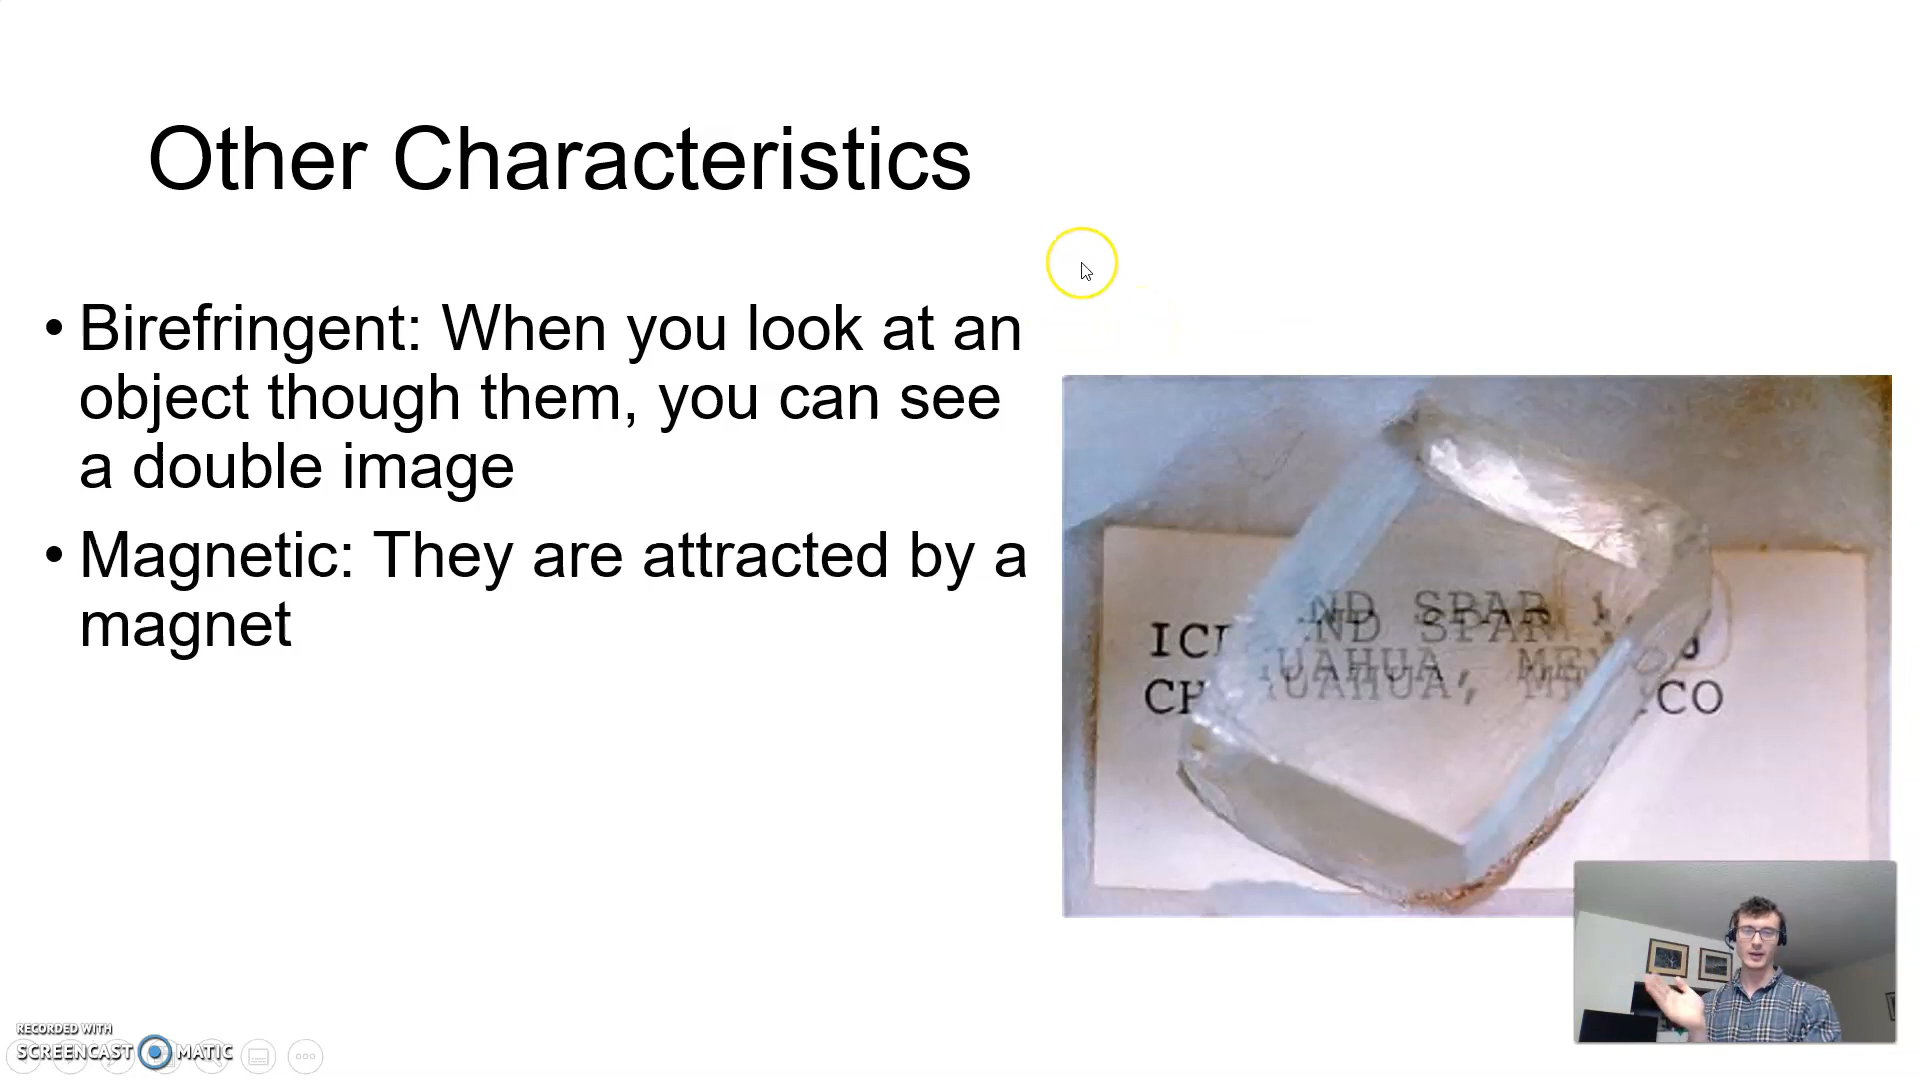 Other Characteristics
• Birefringent: When you look at an
object though them, you can see
a double image
• Magnetic: They are attracted by a
magnet
ND SPAR
ND SPAR
UAHUA,
CH UAHUA, CO
RECORDED WITH
SCREENCAST MATIC